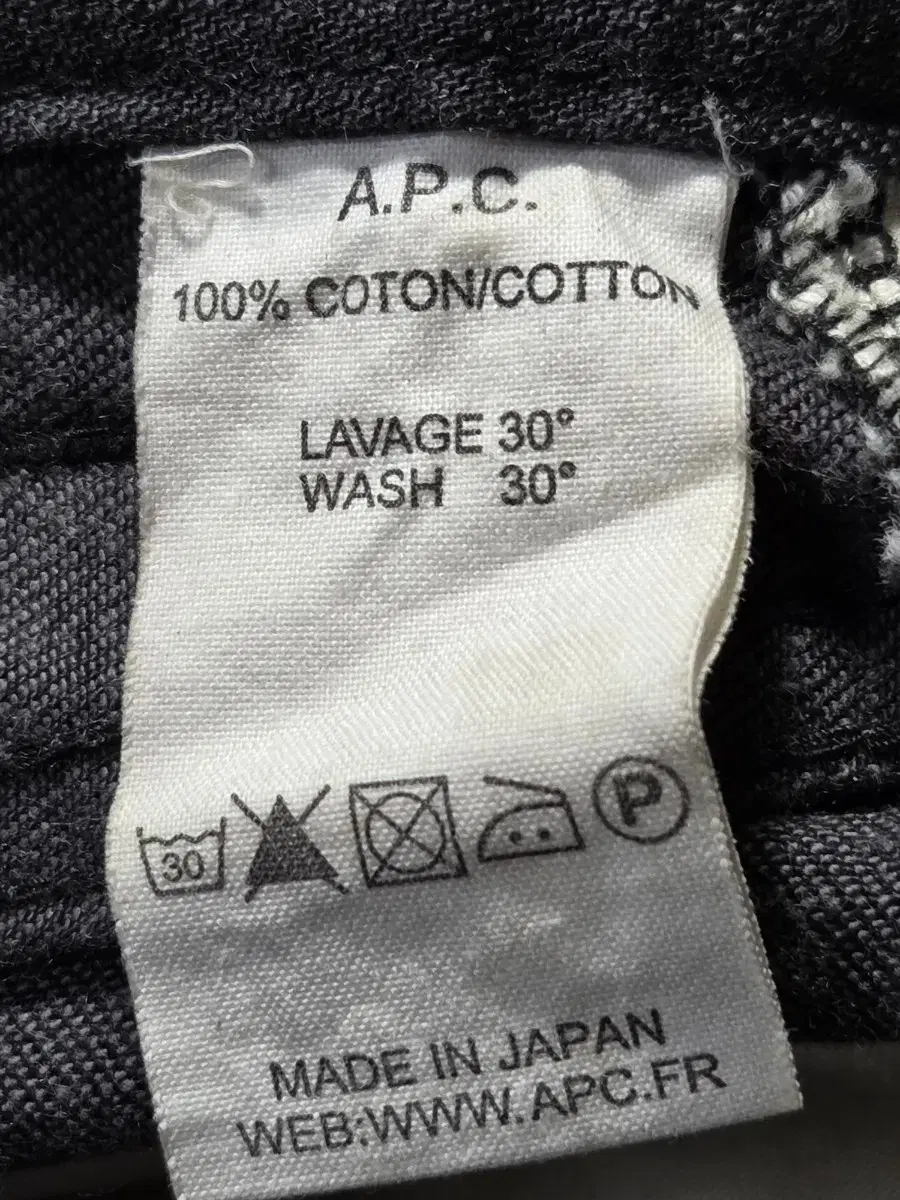 A.P.C.
100% COTON/COTTON
LAVAGE 30°
WASH 30°
30 P
MADE IN JAPAN
WEB:WWW.APC.FR